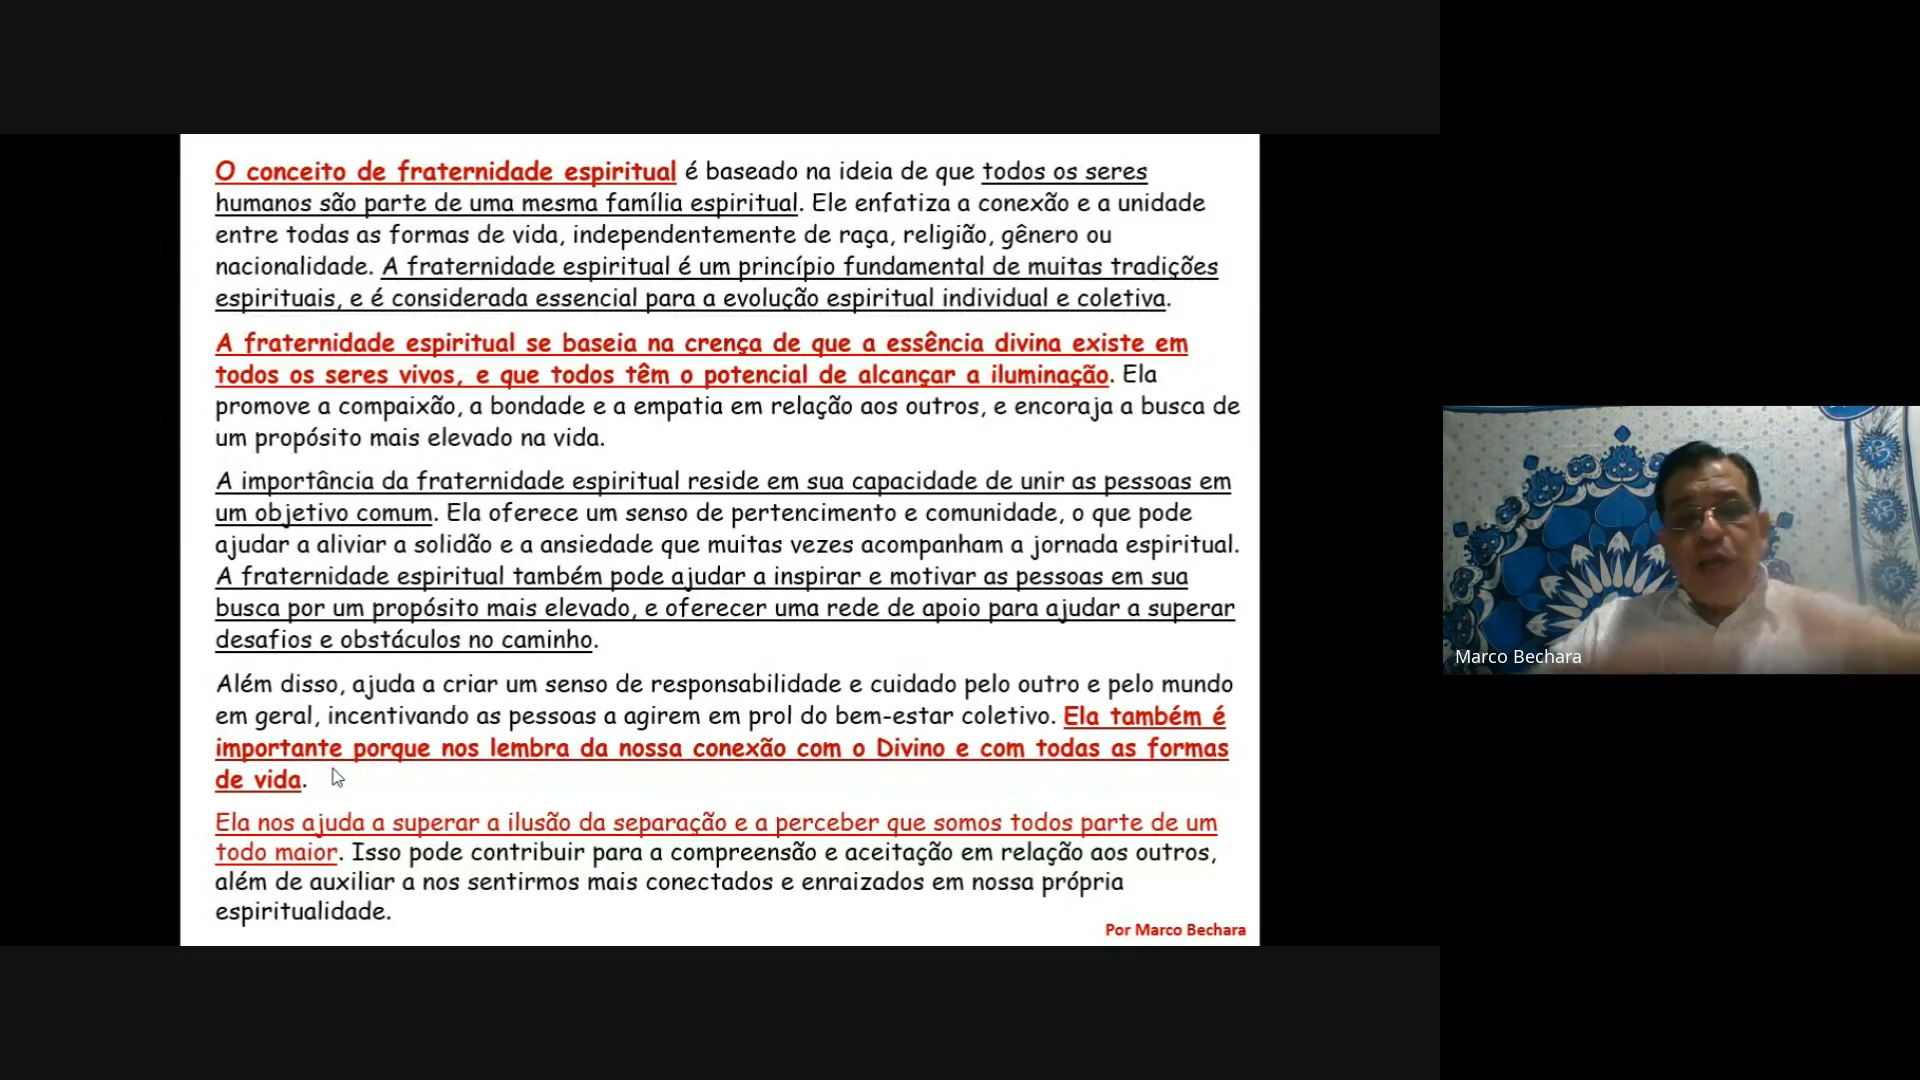 O conceito de fraternidade espiritual é baseado na ideia de que todos os seres
humanos são parte de uma mesma família espiritual. Ele enfatiza a conexão e a unidade
entre todas as formas de vida, independentemente de raça, religião, gênero ou
nacionalidade. A fraternidade espiritual é um princípio fundamental de muitas tradições
espirituais, e é considerada essencial para a evolução espiritual individual e coletiva.
A fraternidade espiritual se baseia na crença de que a essência divina existe em
todos os seres vivos, e que todos têm o potencial de alcançar a iluminação. Ela
promove a compaixão, a bondade e a empatia em relação aos outros, e encoraja a busca de
um propósito mais elevado na vida.
A importância da fraternidade espiritual reside em sua capacidade de unir as pessoas em
um objetivo comum. Ela oferece um senso de pertencimento e comunidade, o que pode
ajudar a aliviar a solidão e a ansiedade que muitas vezes acompanham a jornada espiritual.
A fraternidade espiritual também pode ajudar a inspirar e motivar as pessoas em sua
busca por um propósito mais elevado, e oferecer uma rede de apoio para ajudar a superar
desafios e obstáculos no caminho.
Além disso, ajuda a criar um senso de responsabilidade e cuidado pelo outro e pelo mundo
em geral, incentivando as pessoas a agirem em prol do bem-estar coletivo. Ela também é
importante porque nos lembra da nossa conexão com o Divino e com todas as formas
de vida.
Ela nos ajuda a superar a ilusão da separação e a perceber que somos todos parte de um
todo maior. Isso pode contribuir para a compreensão e aceitação em relação aos outros,
além de auxiliar a nos sentirmos mais conectados e enraizados em nossa própria
espiritualidade.
Por Marco Bechara
Marco Bechara